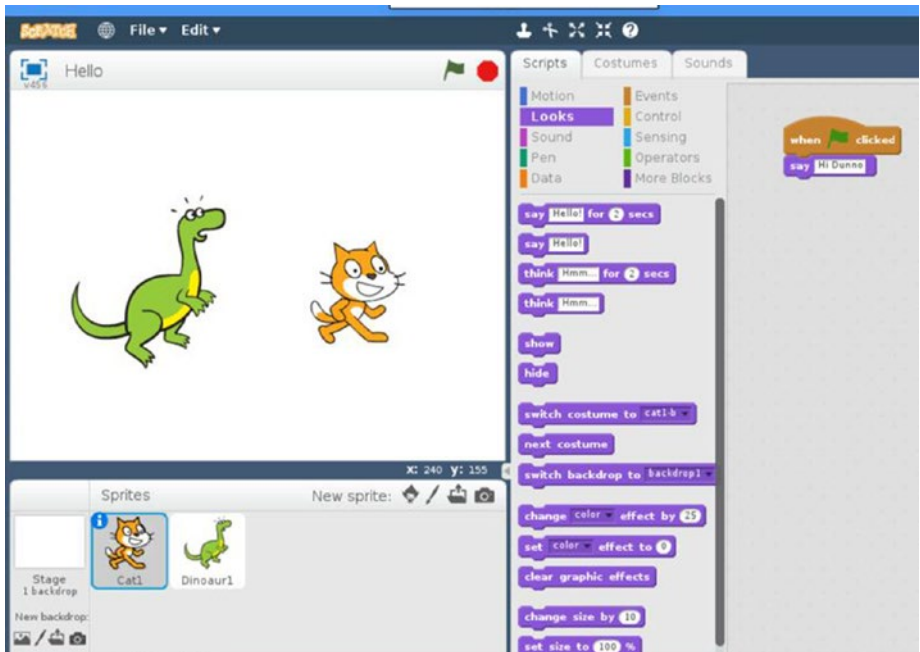 SCRATCH File Edit
v456 Hello
Scripts Costumes Sounds
Motion Events
Looks Control
Sound Sensing
Pen Operators
Data More Blocks
say Hello! for 2 secs
say Hello!
think Hmm... for 2 secs
think Hmm...
show
hide
switch costume to cat1-b
next costume
switch backdrop to backdrop1
change color effect by 25
set color effect to 0
clear graphic effects
change size by 10
set size to 100 %
when clicked
say Hi Dunno
x: 240 y: 155
Sprites New sprite:
Stage
1 backdrop
New backdrop:
Cat1 Dinoaur1